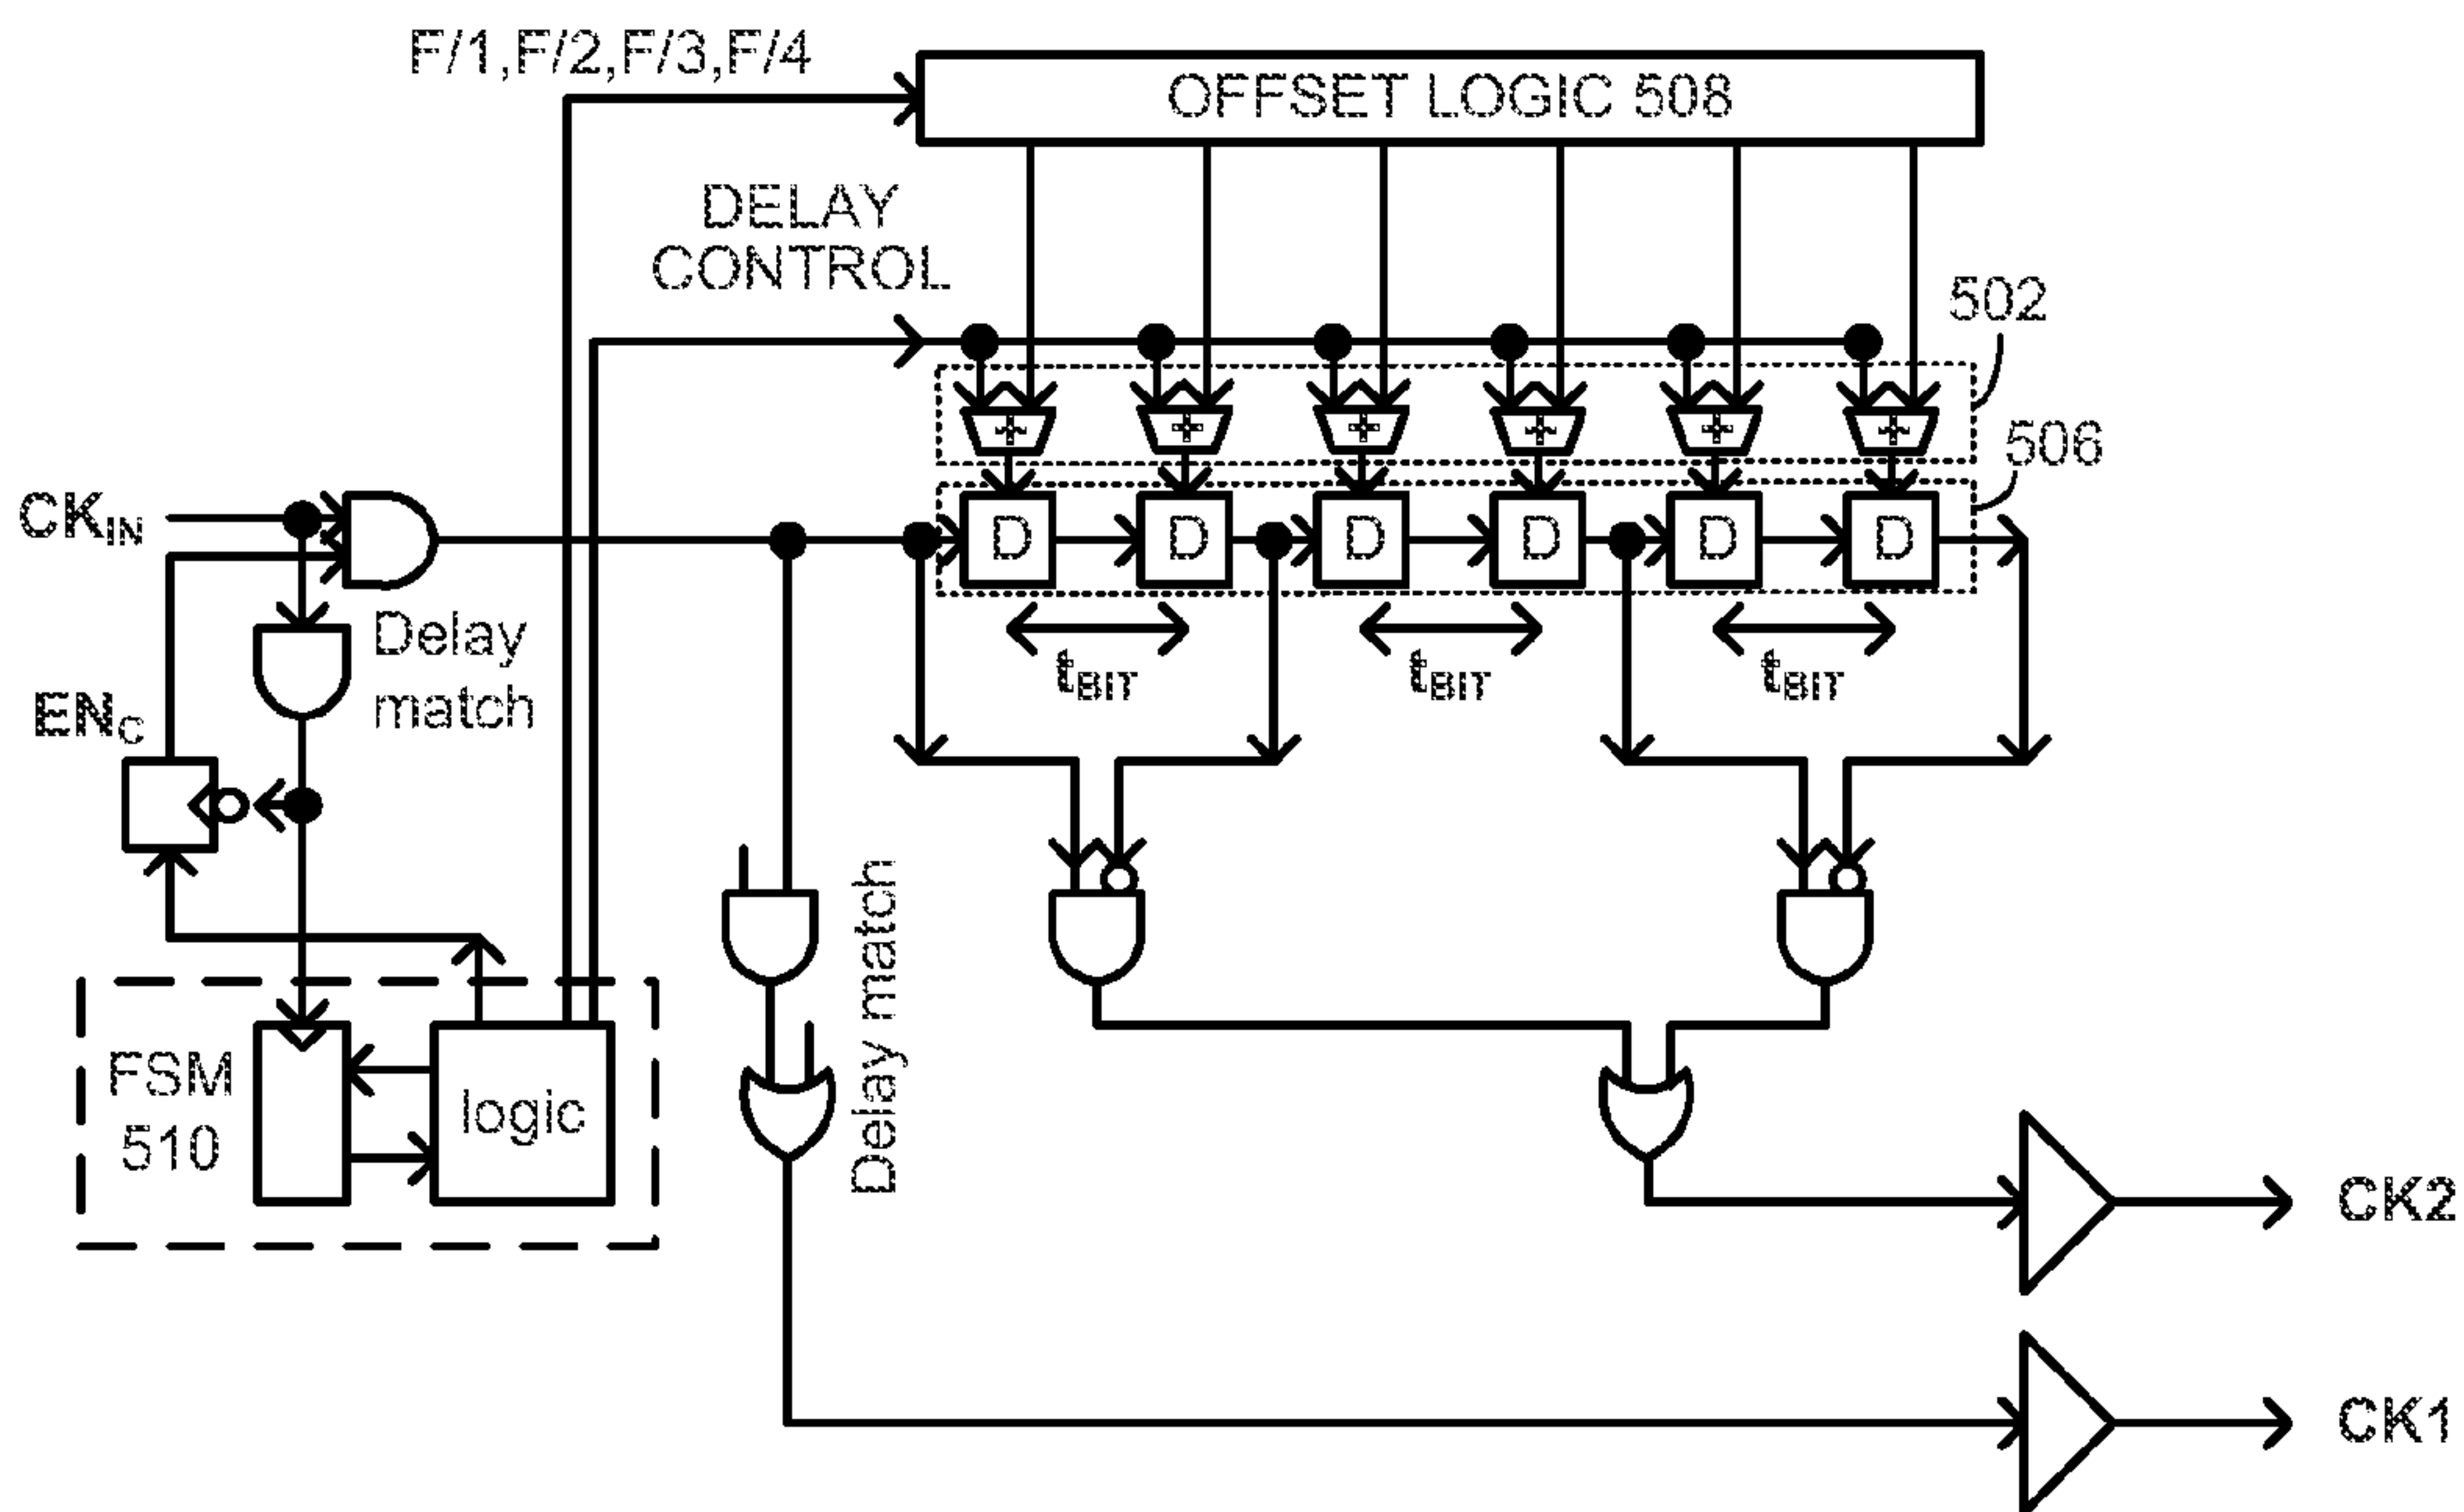 F/1,F/2,F/3,F/4
OFFSET LOGIC 508
DELAY
CONTROL
502
+ + + + + +
506
CKIN
D D D D D D
Delay
match
tBIT tBIT tBIT
ENC
Delay match
FSM
510
logic
CK2
CK1